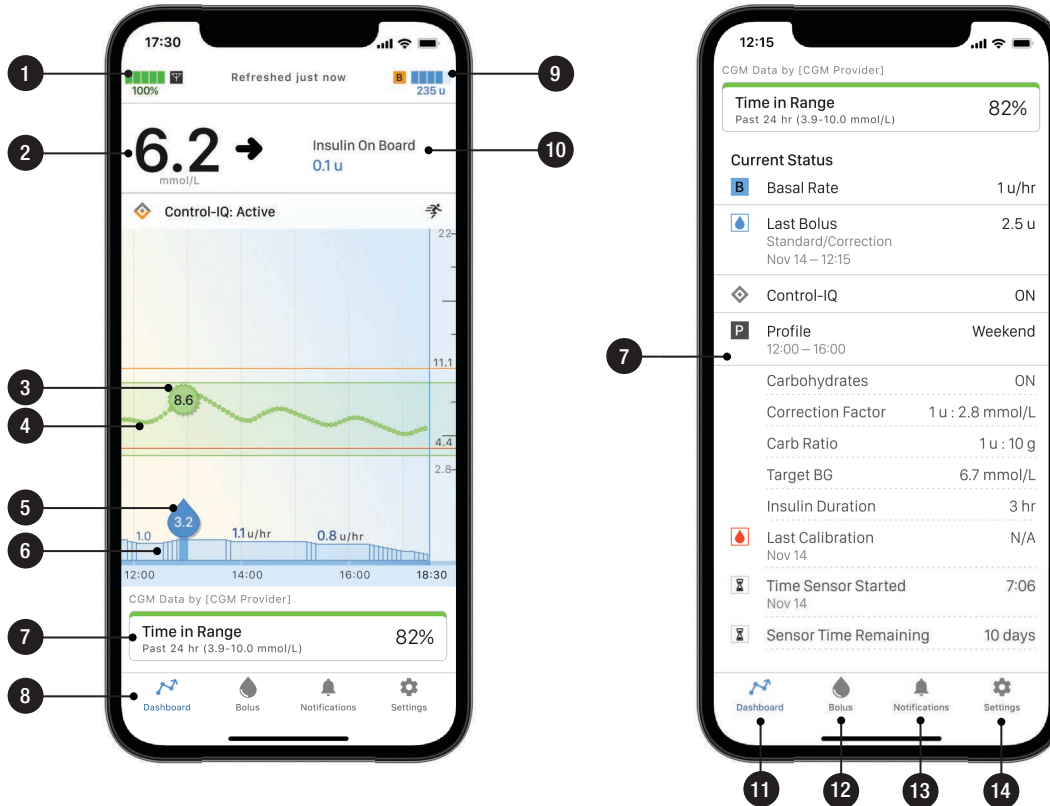 17:30
Refreshed just now
B
100%
235 u
6.2
mmol/L
Insulin On Board
0.1 u
Control-IQ: Active
22
11.1
8.6
4.4
2.8
3.2
1.0
1.1 u/hr
0.8 u/hr
12:00
14:00
16:00
18:30
CGM Data by [CGM Provider]
Time in Range
82%
Past 24 hr (3.9-10.0 mmol/L)
Dashboard
Bolus
Notifications
Settings
1
2
3
4
5
6
7
8
9
10
12:15
CGM Data by [CGM Provider]
Time in Range
82%
Past 24 hr (3.9-10.0 mmol/L)
Current Status
B Basal Rate 1 u/hr
Last Bolus 2.5 u
Standard/Correction
Nov 14 – 12:15
Control-IQ ON
P Profile Weekend
12:00 – 16:00
Carbohydrates ON
Correction Factor 1 u : 2.8 mmol/L
Carb Ratio 1 u : 10 g
Target BG 6.7 mmol/L
Insulin Duration 3 hr
Last Calibration N/A
Nov 14
Time Sensor Started 7:06
Nov 14
Sensor Time Remaining 10 days
Dashboard
Bolus
Notifications
Settings
7
11
12
13
14